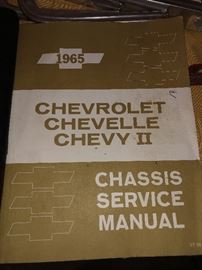 1965
CHEVROLET
CHEVELLE
CHEVY II
CHASSIS
SERVICE
MANUAL